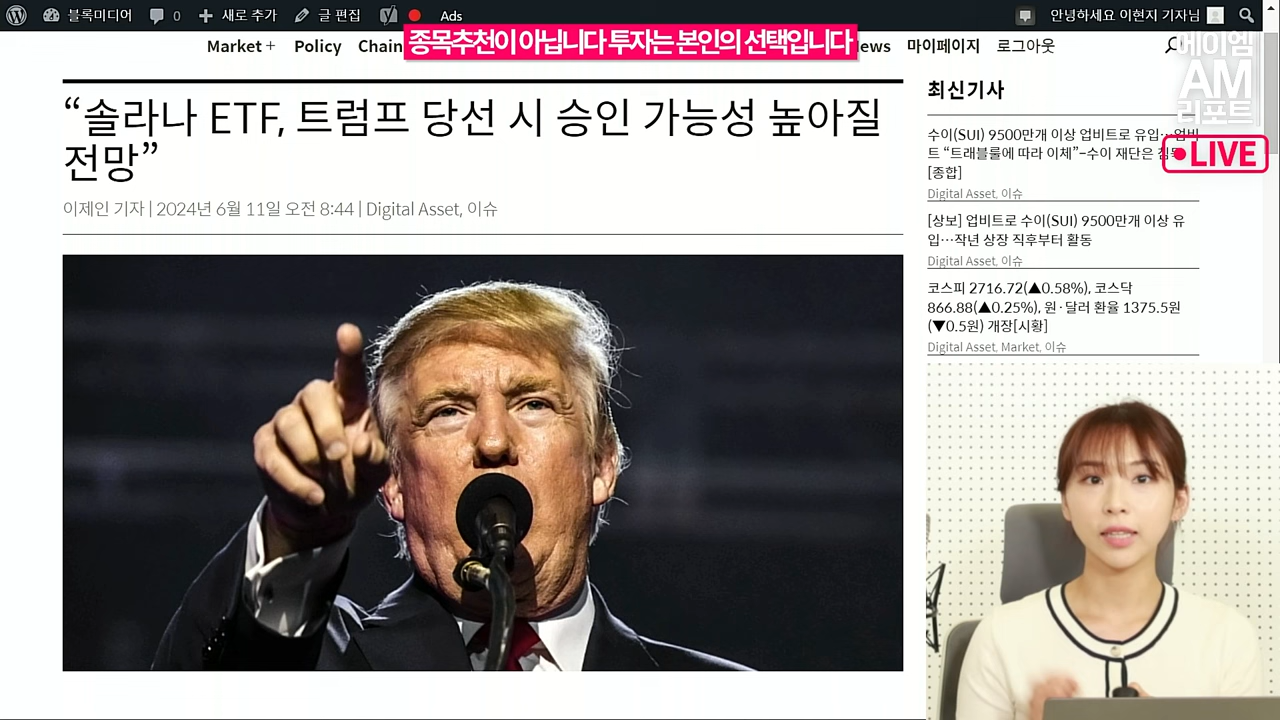 블록미디어 0 새로 추가 글 편집 Ads 안녕하세요 이현지 기자님
종목추천이 아닙니다 투자는 본인의 선택입니다
Market + Policy Chain 마이페이지 로그아웃
에이엠
AM
리포트
LIVE
“솔라나 ETF, 트럼프 당선 시 승인 가능성 높아질
전망”
이제인 기자 | 2024년 6월 11일 오전 8:44 | Digital Asset, 이슈
최신기사
수이(SUI) 9500만개 이상 업비트로 유입…업비
트 “트래블룰에 따라 이체”–수이 재단은
[종합]
Digital Asset, 이슈
[상보] 업비트로 수이(SUI) 9500만개 이상 유
입…작년 상장 직후부터 활동
Digital Asset, 이슈
코스피 2716.72(▲0.58%), 코스닥
866.88(▲0.25%), 원·달러 환율 1375.5원
(▼0.5원) 개장[시황]
Digital Asset, Market, 이슈